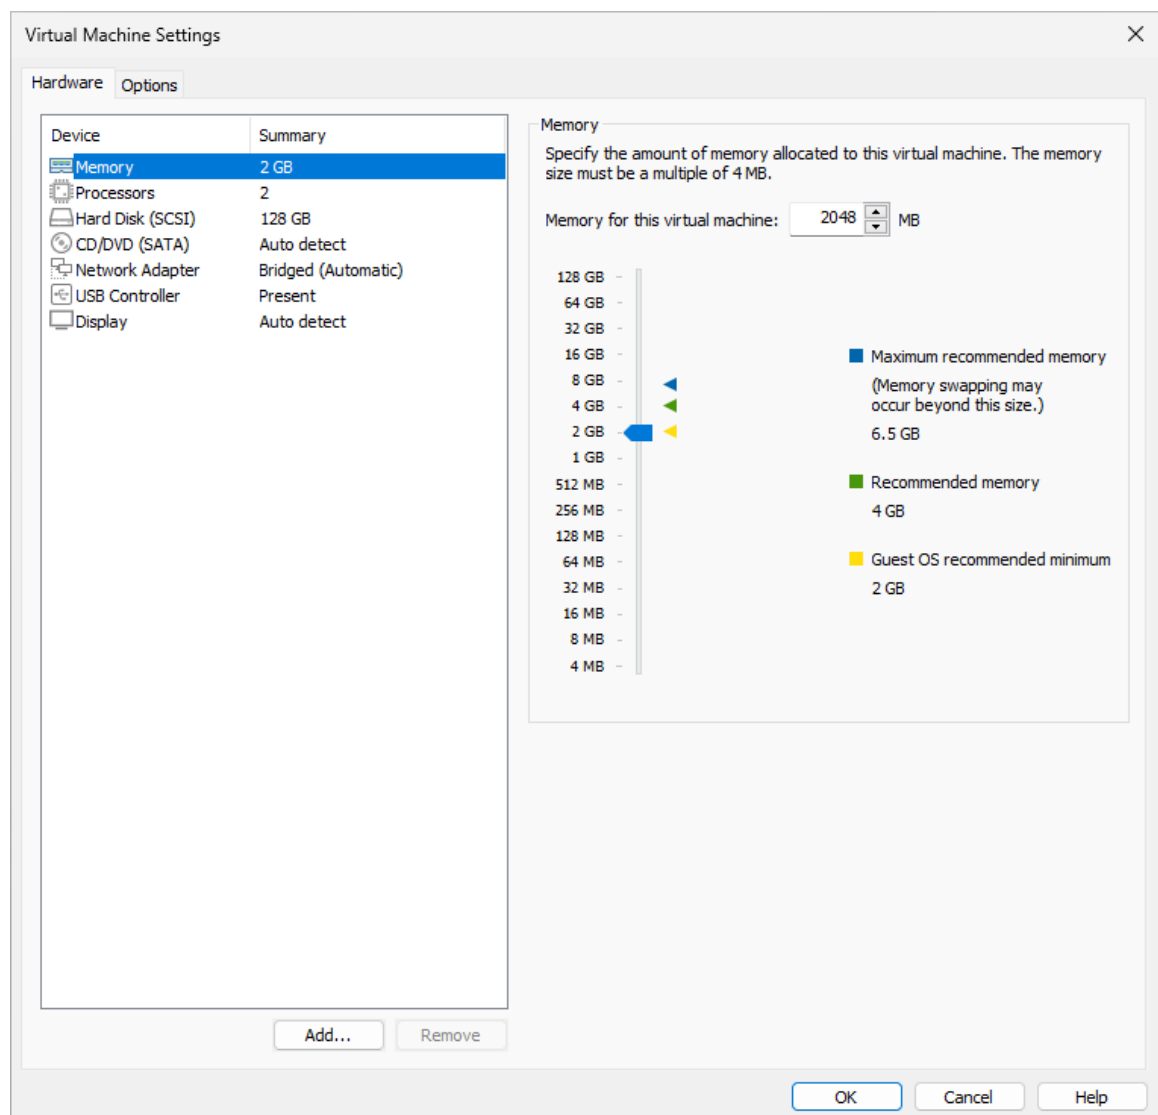 Virtual Machine Settings
Hardware Options
Device Summary
Memory 2 GB
Processors 2
Hard Disk (SCSI) 128 GB
CD/DVD (SATA) Auto detect
Network Adapter Bridged (Automatic)
USB Controller Present
Display Auto detect
Add... Remove
Memory
Specify the amount of memory allocated to this virtual machine. The memory
size must be a multiple of 4 MB.
Memory for this virtual machine: 2048 MB
128 GB
64 GB
32 GB
16 GB
8 GB
4 GB
2 GB
1 GB
512 MB
256 MB
128 MB
64 MB
32 MB
16 MB
8 MB
4 MB
Maximum recommended memory
(Memory swapping may
occur beyond this size.)
6.5 GB
Recommended memory
4 GB
Guest OS recommended minimum
2 GB
OK Cancel Help